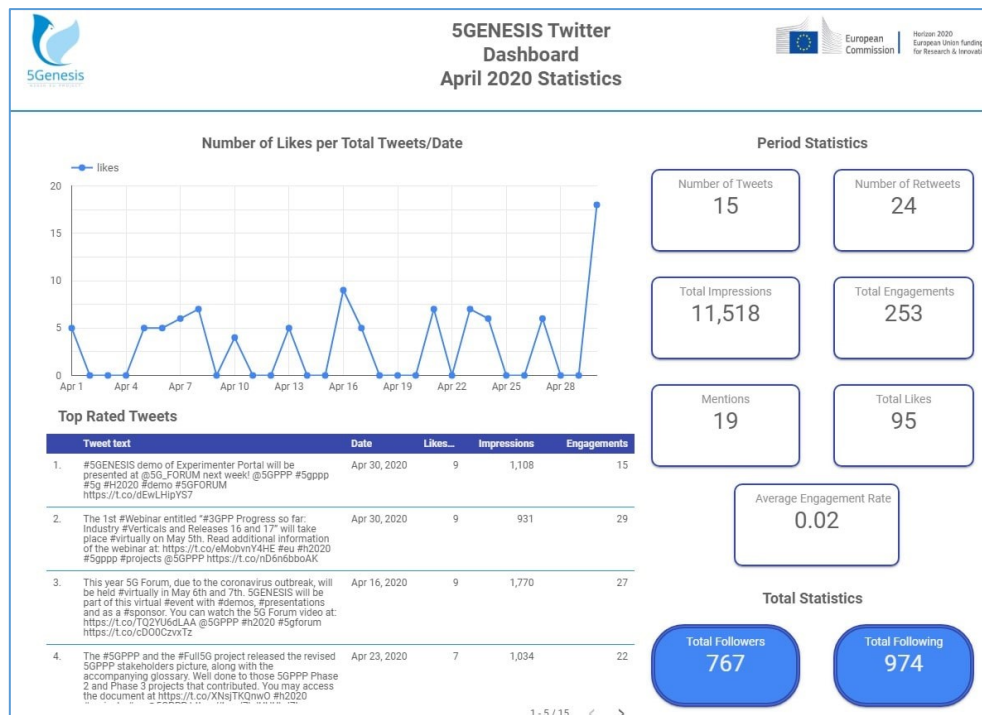 5GENESIS Twitter
Dashboard
April 2020 Statistics
5Genesis
European
Commission
Horizon 2020
European Union funding
for Research & Innovati
Number of Likes per Total Tweets/Date
likes
20
15
10
5
0
Apr 1
Apr 4
Apr 7
Apr 10
Apr 13
Apr 16
Apr 19
Apr 22
Apr 25
Apr 28
Top Rated Tweets
Tweet text Date Likes... Impressions Engagements
1. #5GENESIS demo of Experimenter Portal will be Apr 30, 2020 9 1,108 15
presented at @5G_FORUM next week! @5GPPP #5gppp
#5g #H2020 #demo #5GFORUM
https://t.co/dEwLHipYS7
2. The 1st #Webinar entitled "#3GPP Progress so far: Apr 30, 2020 9 931 29
Industry #Verticals and Releases 16 and 17" will take
place #virtually on May 5th. Read additional information
of the webinar at: https://t.co/eMobvnY4HE #eu #h2020
#5gppp #projects @5GPPP https://t.co/nD6n6bboAK
3. This year 5G Forum, due to the coronavirus outbreak, will Apr 16, 2020 9 1,770 27
be held #virtually in May 6th and 7th. 5GENESIS will be
part of this virtual #event with #demos, #presentations
and as a #sponsor. You can watch the 5G Forum video at:
https://t.co/TQ2YU6dLAA @5GPPP #h2020 #5gforum
https://t.co/cDO0CzvxTz
4. The #5GPPP and the #Full5G project released the revised Apr 23, 2020 7 1,034 22
5GPPP stakeholders picture, along with the
accompanying glossary. Well done to those 5GPPP Phase
2 and Phase 3 projects that contributed. You may access
the document at https://t.co/XNsjTKQnwO #h2020
1 - 5 / 15
Period Statistics
Number of Tweets
15
Number of Retweets
24
Total Impressions
11,518
Total Engagements
253
Mentions
19
Total Likes
95
Average Engagement Rate
0.02
Total Statistics
Total Followers
767
Total Following
974